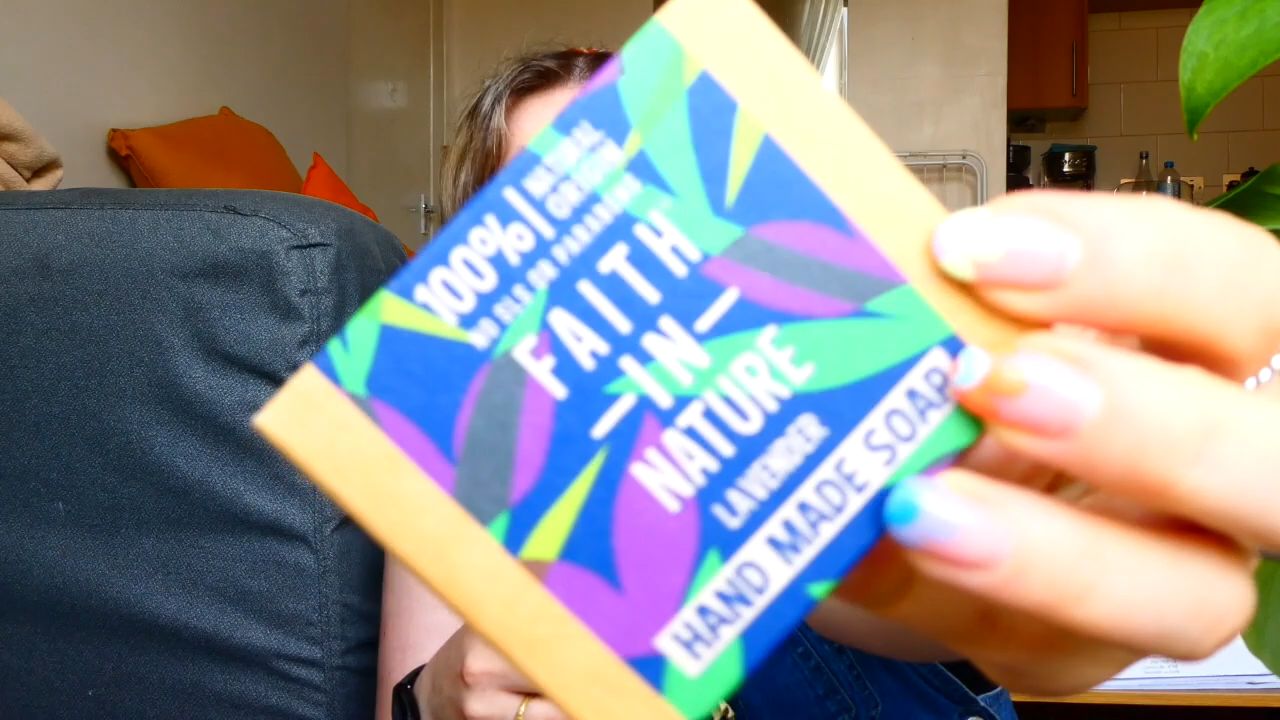 100% | NATURAL
ORIGIN
NO SLS OR PARABENS
FAITH
— IN —
NATURE
LAVENDER
HAND MADE SOAP